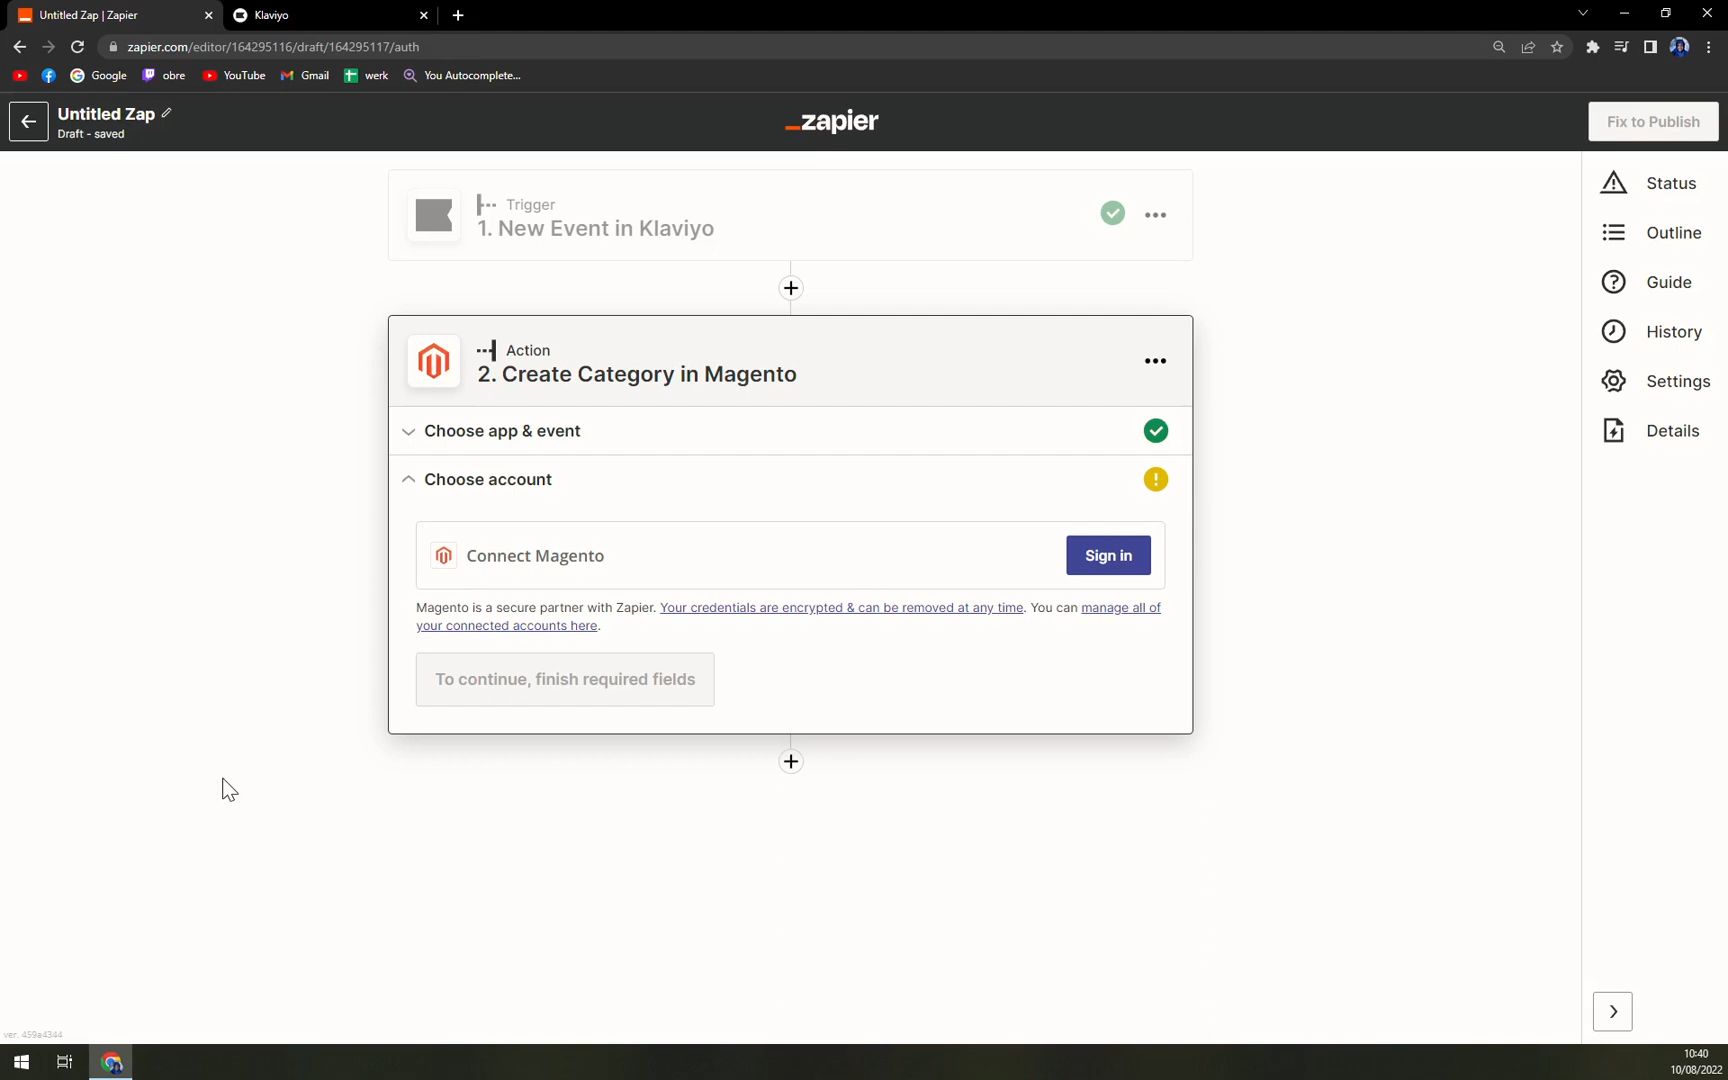 Untitled Zap | Zapier
Klaviyo
zapier.com/editor/164295116/draft/164295117/auth
Google
obre
YouTube
Gmail
werk
You Autocomplete...
Untitled Zap
Draft - saved
_zapier
Fix to Publish
Trigger
1. New Event in Klaviyo
Action
2. Create Category in Magento
Choose app & event
Choose account
Connect Magento
Sign in
Magento is a secure partner with Zapier. Your credentials are encrypted & can be removed at any time. You can manage all of
your connected accounts here.
To continue, finish required fields
Status
Outline
Guide
History
Settings
Details
ver. 459e4344
10:40
10/08/2022